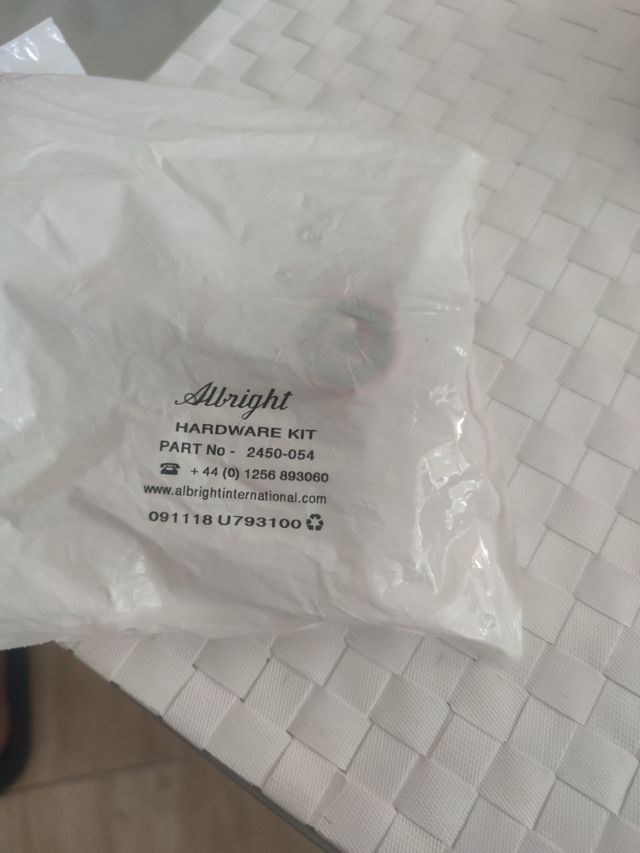 Albright
HARDWARE KIT
PART No - 2450-054
☎ + 44 (0) 1256 893060
www.albrightinternational.com
091118 U793100 ♻